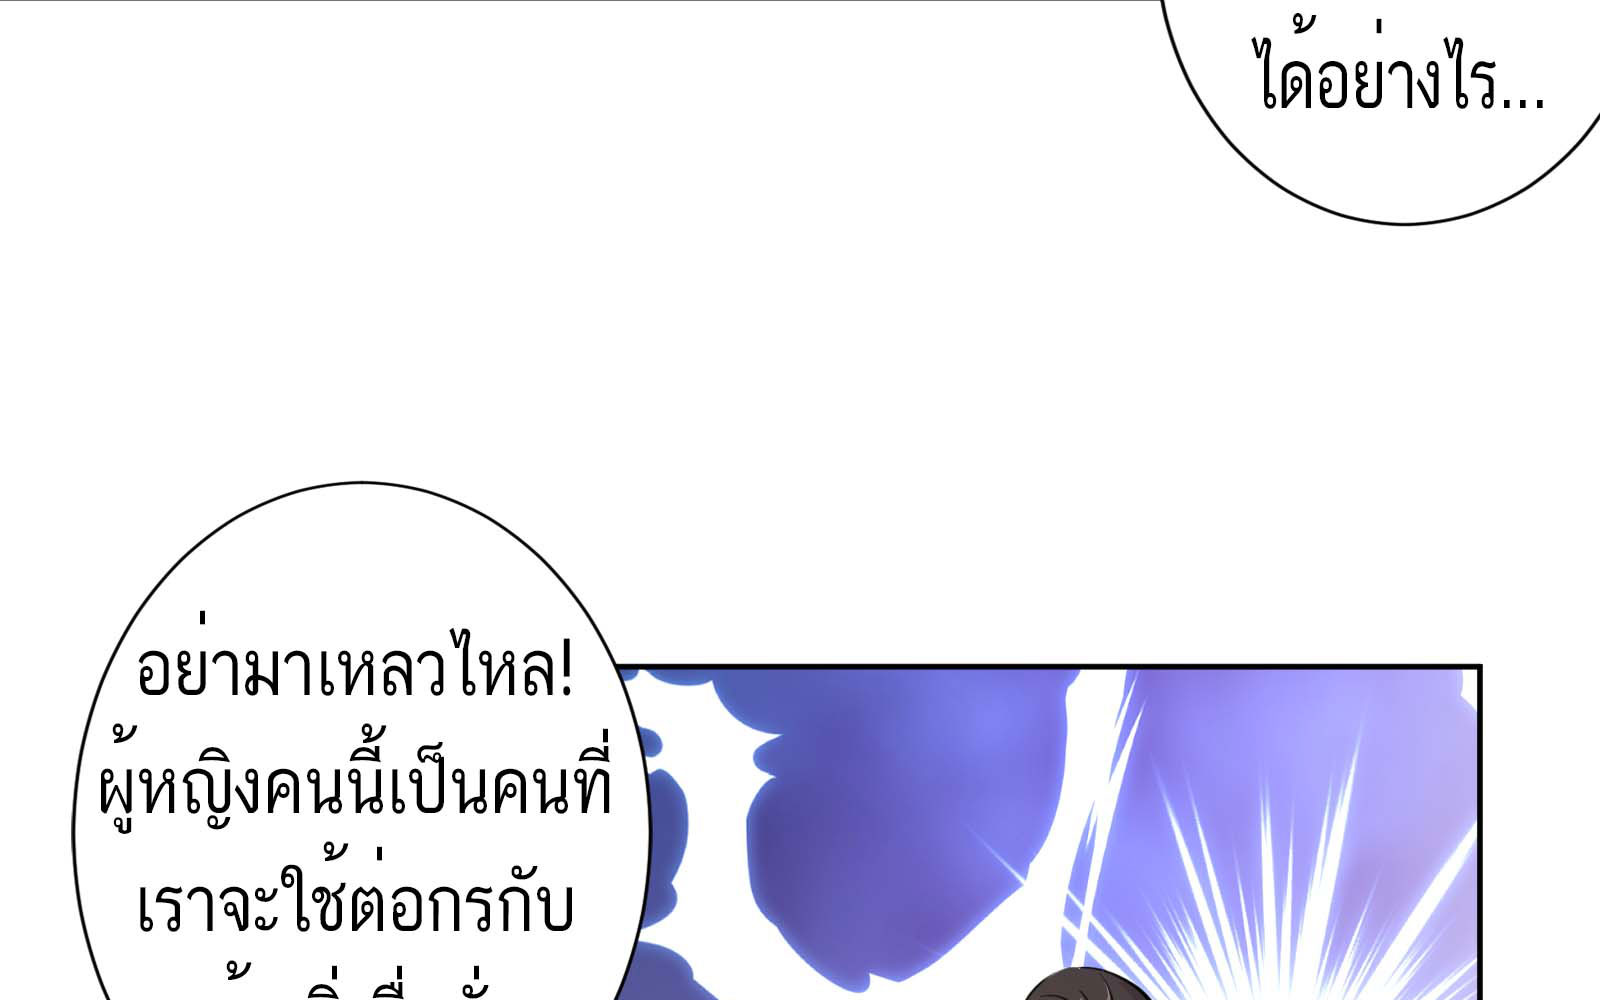 ได้อย่างไร...
อย่ามาเหลวไหล!
ผู้หญิงคนนี้เป็นคนที่
เราจะใช้ต่อกรกับ